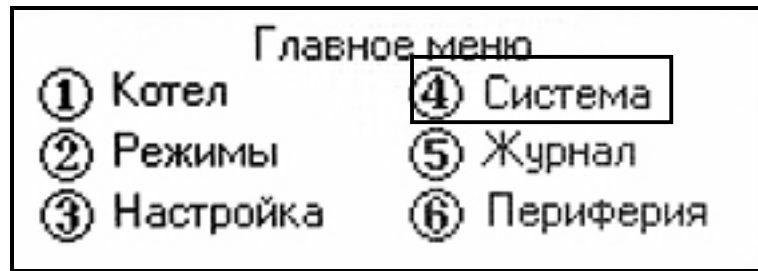 Главное меню
① Котел
④ Система
② Режимы
⑤ Журнал
③ Настройка
⑥ Периферия